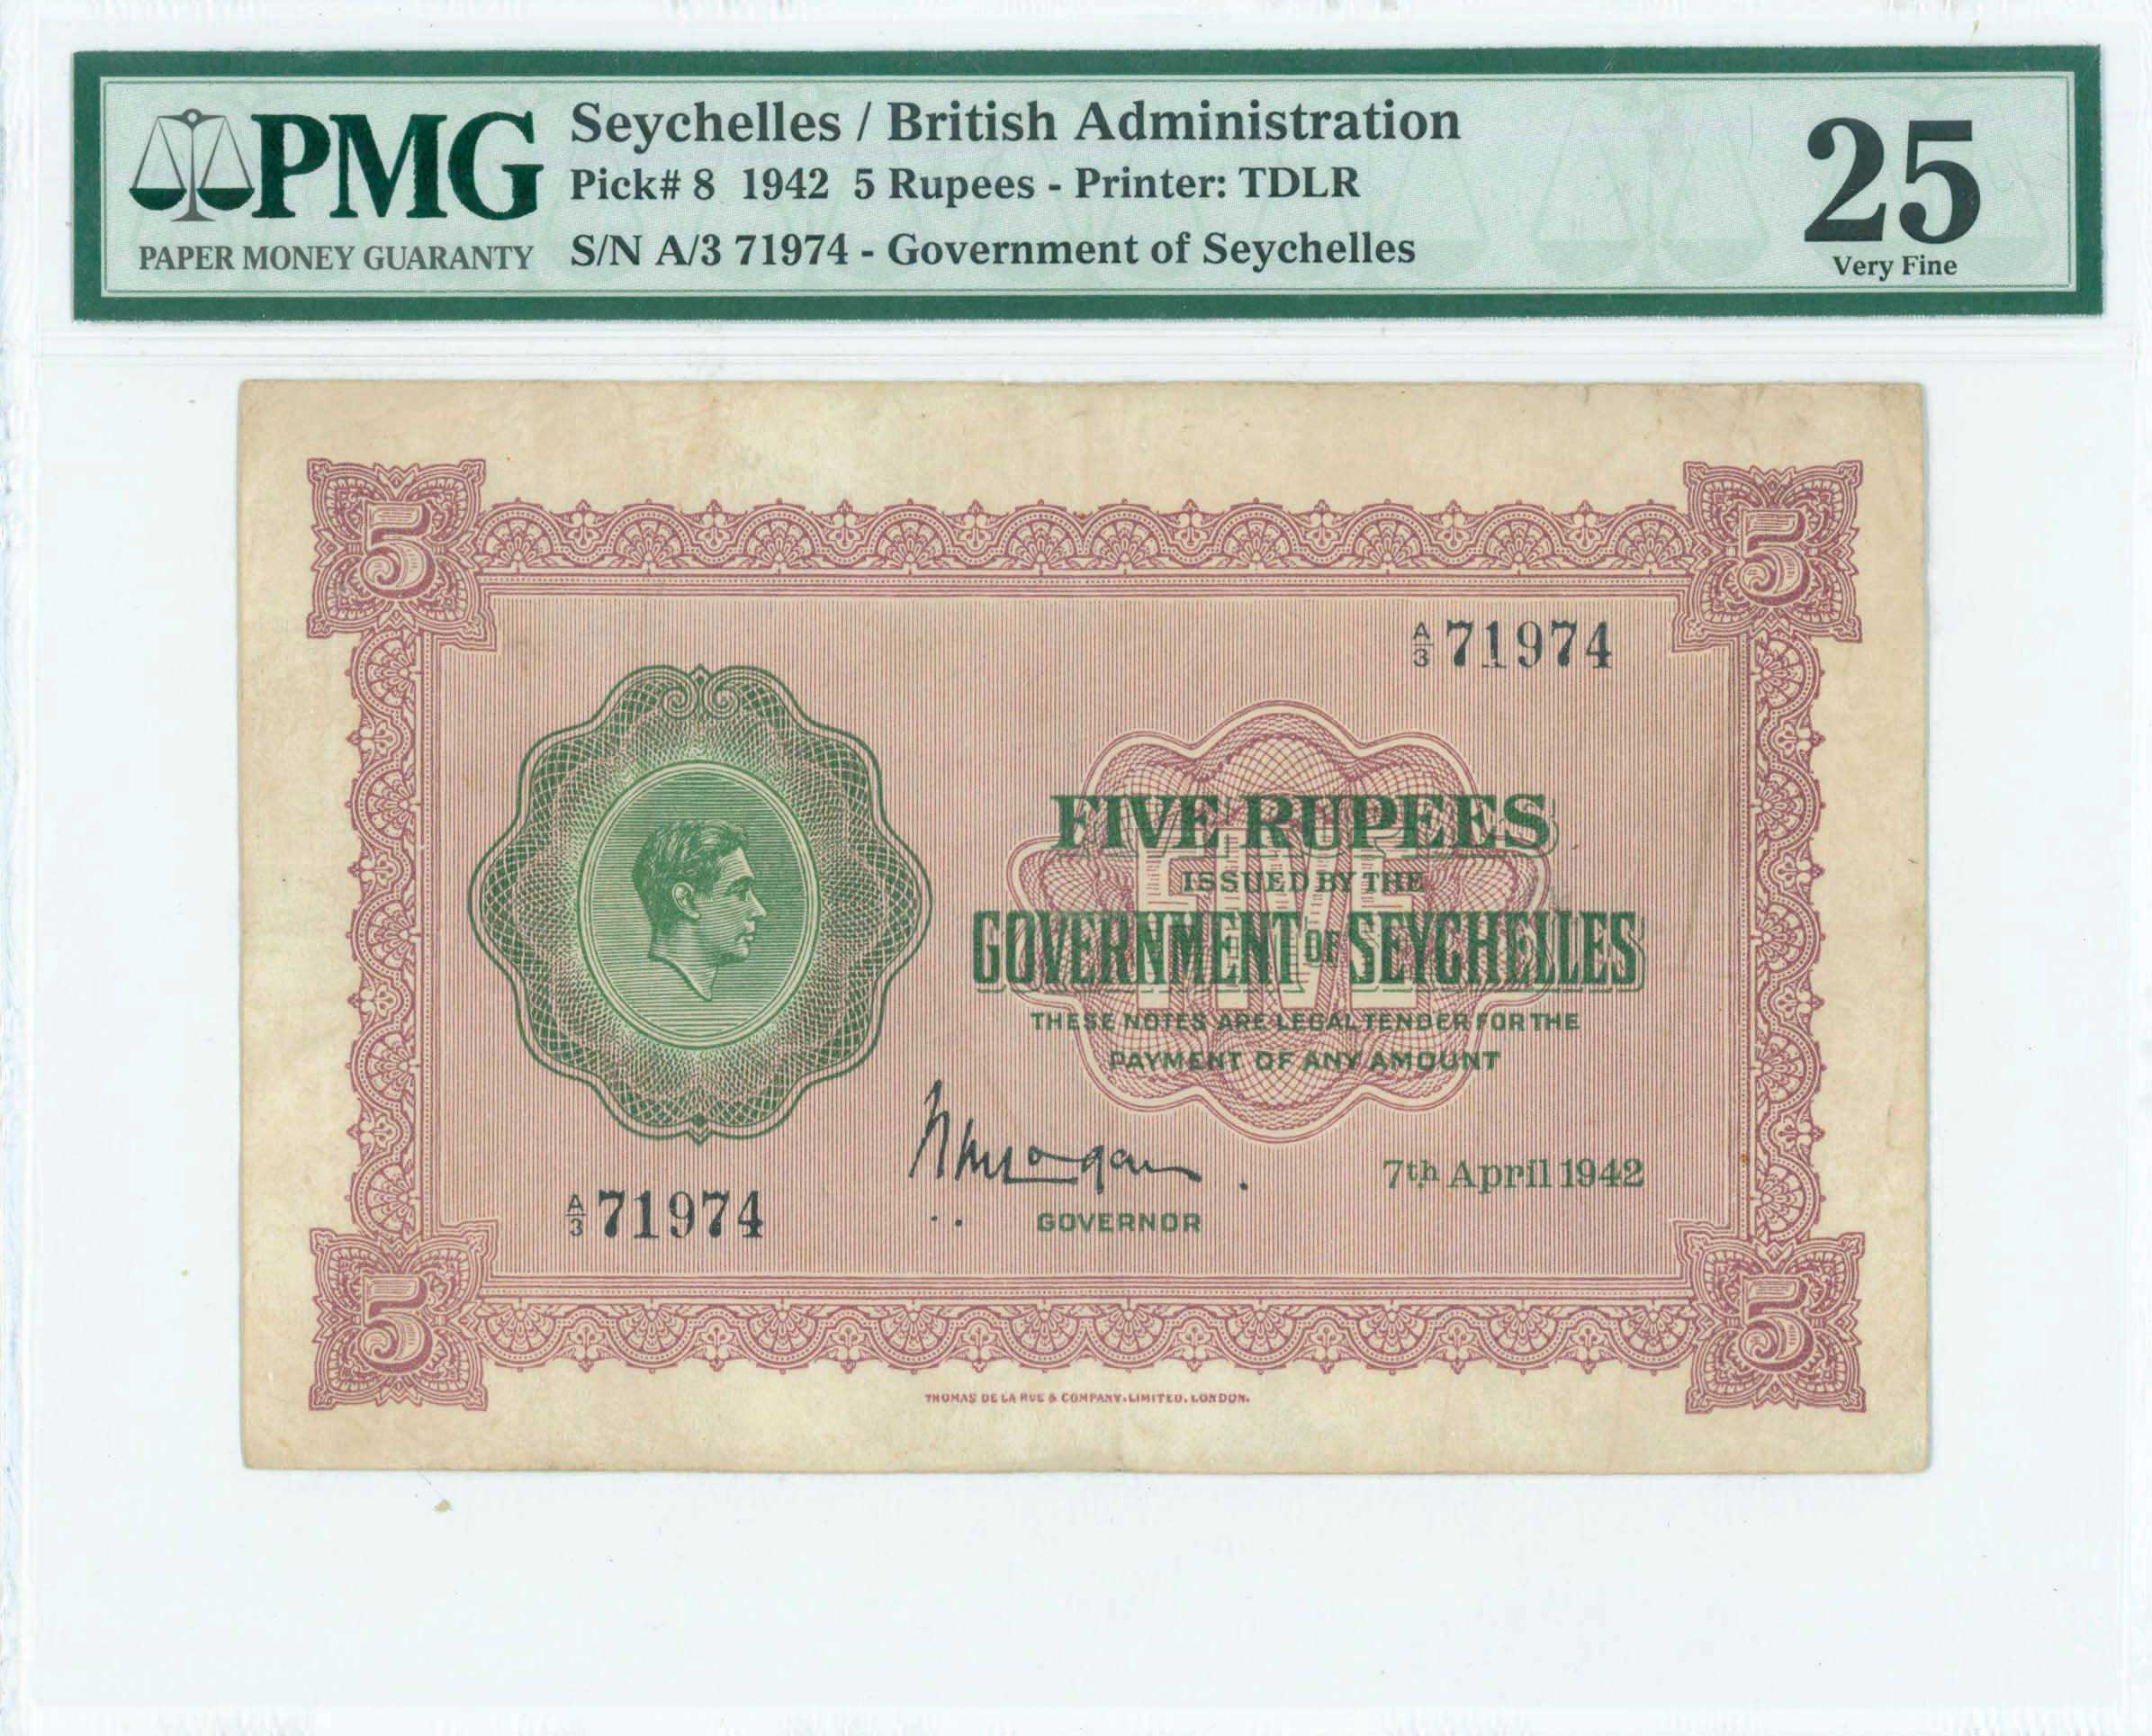 PMG
PAPER MONEY GUARANTY
Seychelles / British Administration
Pick# 8 1942 5 Rupees - Printer: TDLR
S/N A/3 71974 - Government of Seychelles
25
Very Fine
5
5
A/3 71974
FIVE RUPEES
FIVE
ISSUED BY THE
GOVERNMENT OF SEYCHELLES
FIVE
THESE NOTES ARE LEGAL TENDER FOR THE
PAYMENT OF ANY AMOUNT
7th April 1942
A/3 71974
GOVERNOR
5
5
THOMAS DE LA RUE & COMPANY, LIMITED, LONDON.